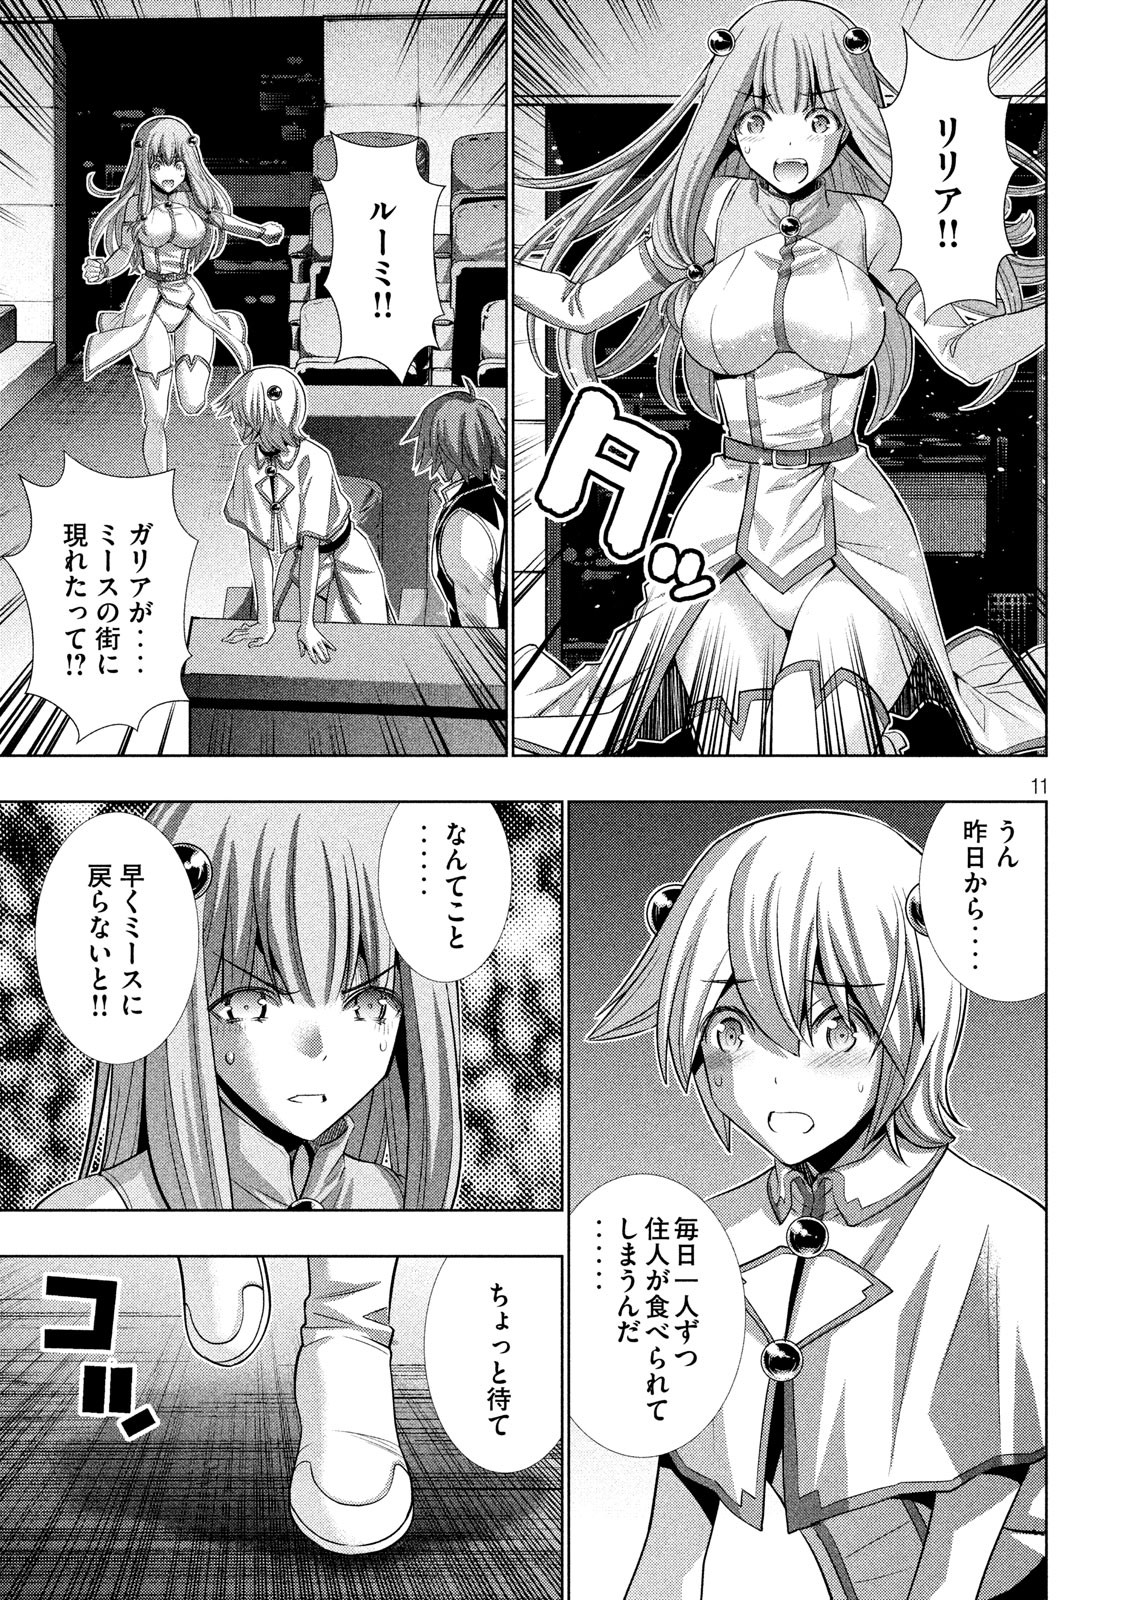 リリア!!
タッ
ルーミ!!
ガリアが‥‥
ミースの街に
現れたって!?
11
うん
昨日から‥‥
毎日一人ずつ
住人が食べられて
しまうんだ
‥‥‥
なんてこと
‥‥‥
早くミースに
戻らないと!!
ちょっと待て
コッ